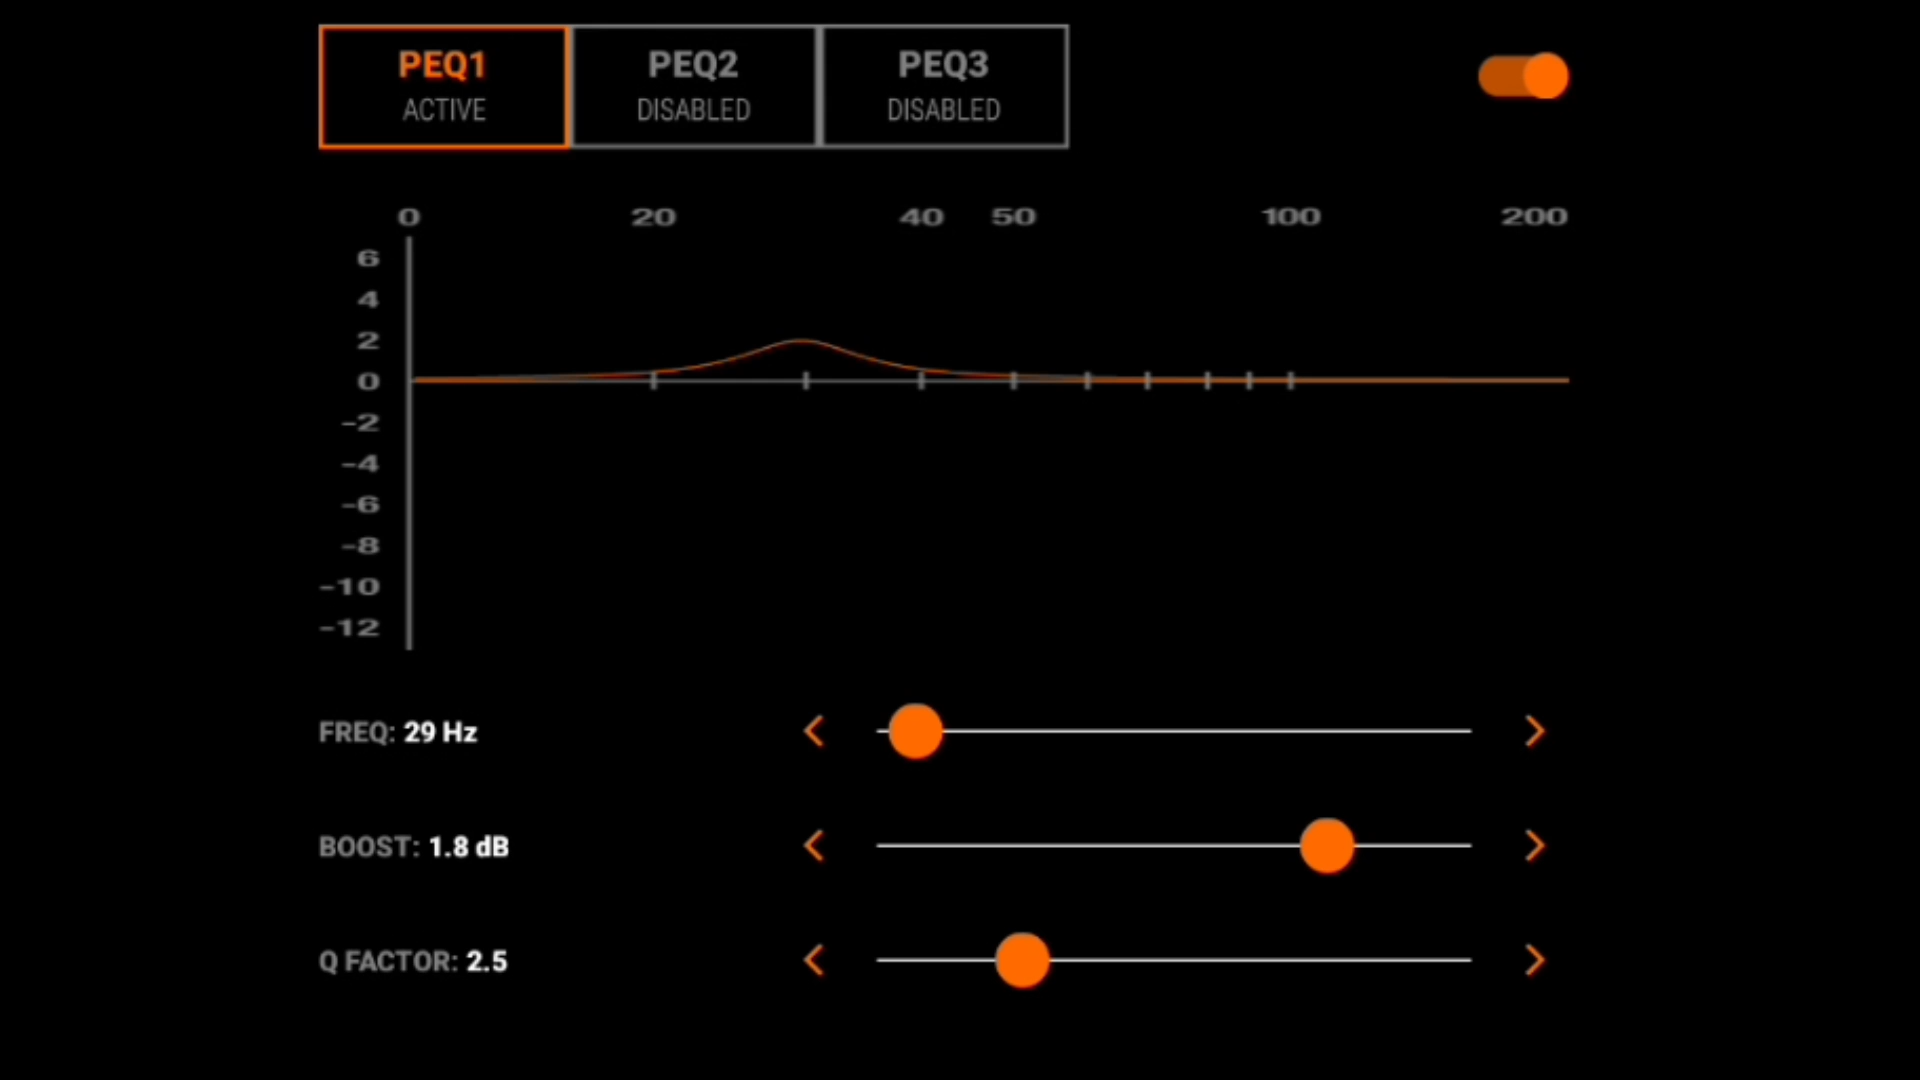 PEQ1 PEQ2 PEQ3
ACTIVE DISABLED DISABLED
0 20 40 50 100 200
6
4
2
0
-2
-4
-6
-8
-10
-12
FREQ: 29 Hz
BOOST: 1.8 dB
Q FACTOR: 2.5